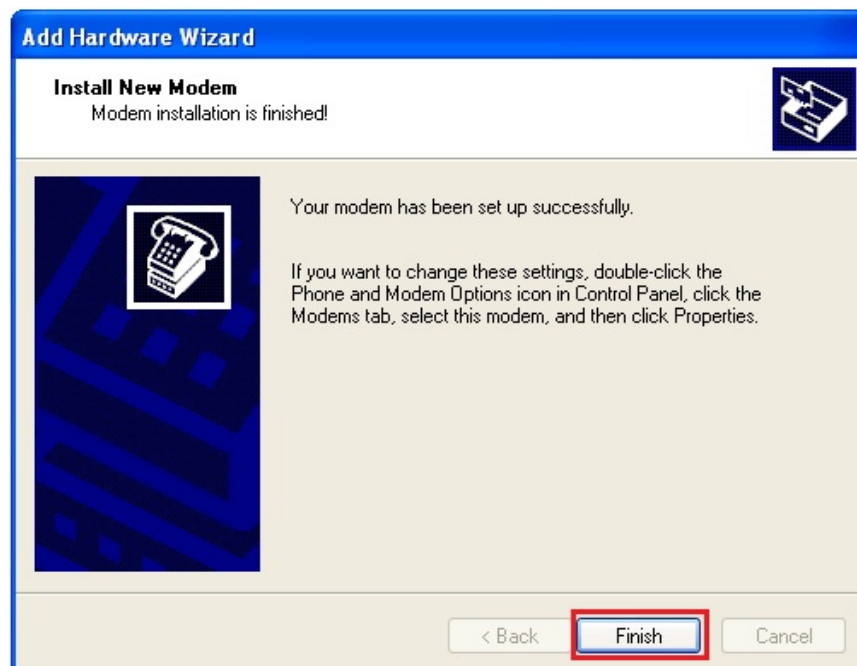 Add Hardware Wizard
Install New Modem
Modem installation is finished!
Your modem has been set up successfully.
If you want to change these settings, double-click the
Phone and Modem Options icon in Control Panel, click the
Modems tab, select this modem, and then click Properties.
< Back Finish Cancel